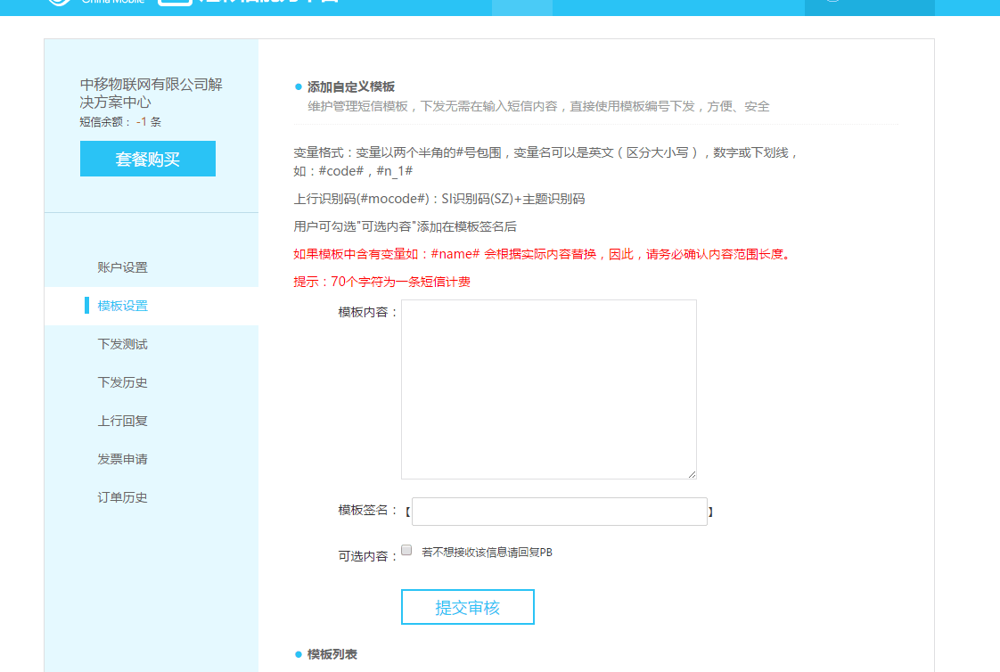 China Mobile
中移物联网有限公司解
决方案中心
短信余额： -1 条
套餐购买
账户设置
模板设置
下发测试
下发历史
上行回复
发票申请
订单历史
添加自定义模板
维护管理短信模板，下发无需在输入短信内容，直接使用模板编号下发，方便、安全
变量格式：变量以两个半角的#号包围，变量名可以是英文（区分大小写），数字或下划线，
如：#code#，#n_1#
上行识别码(#mocode#)：SI识别码(SZ)+主题识别码
用户可勾选"可选内容"添加在模板签名后
如果模板中含有变量如：#name# 会根据实际内容替换，因此，请务必确认内容范围长度。
提示：70个字符为一条短信计费
模板内容：
模板签名：【 】
可选内容： 若不想接收该信息请回复PB
提交审核
模板列表